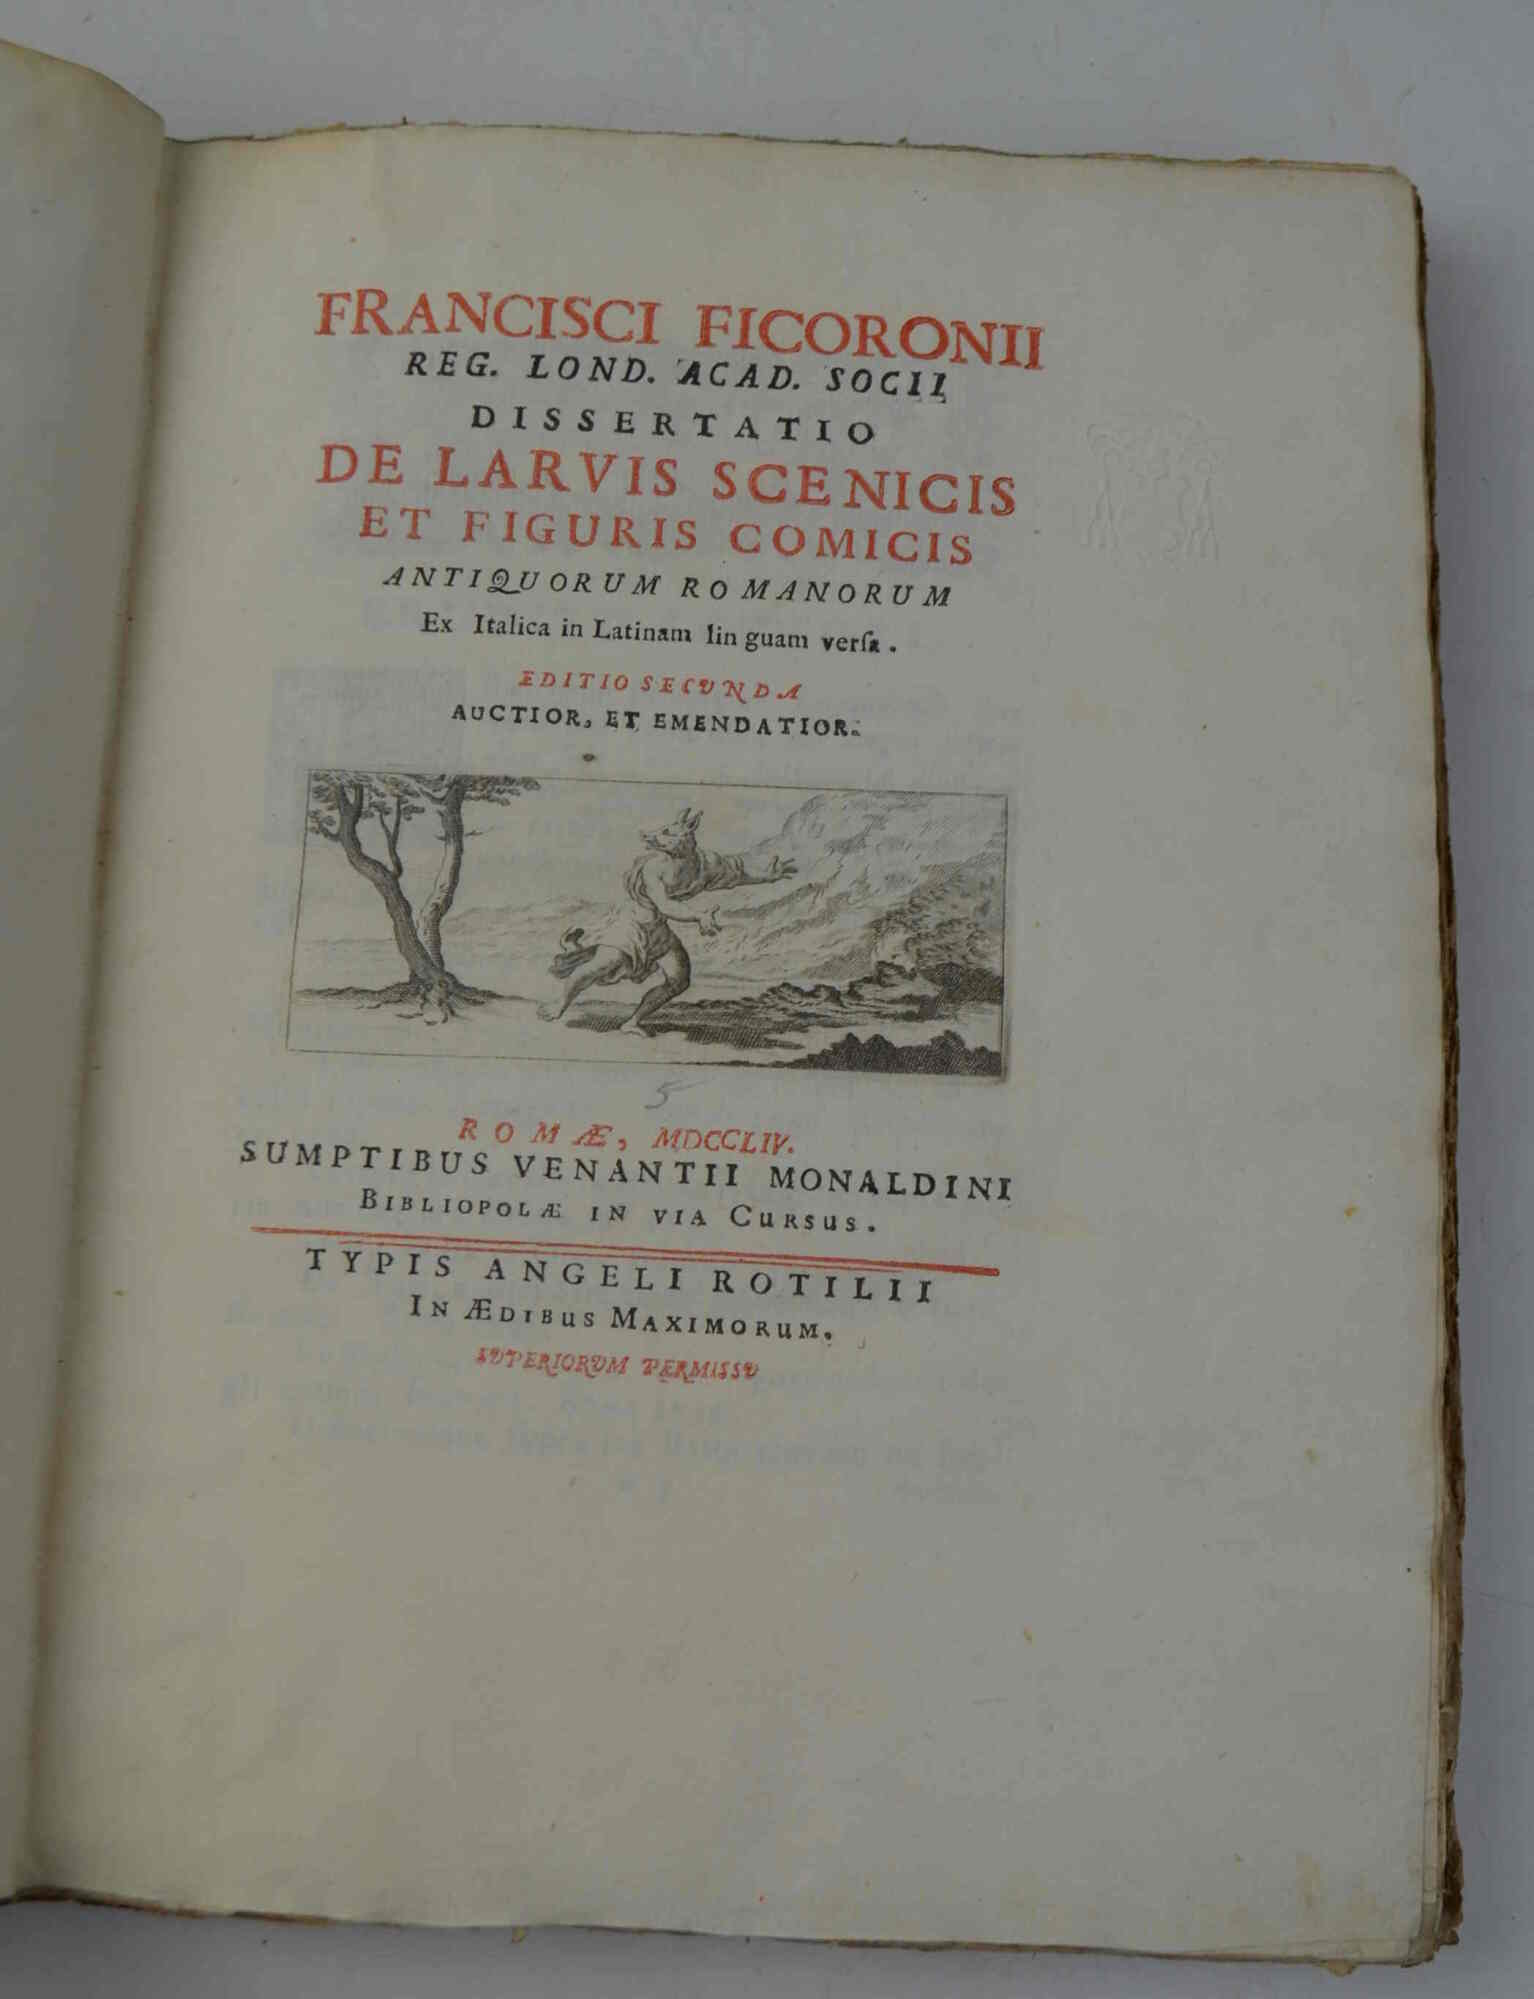 FRANCISCI FICORONII
REG. LOND. ACAD. SOCII,
DISSERTATIO
DE LARVIS SCENICIS
ET FIGURIS COMICIS
ANTIQUORUM ROMANORUM
Ex Italica in Latinam lin guam verſa.
EDITIO SECUNDA
AUCTIOR, ET EMENDATIOR.
5
ROMÆ, MDCCLIV.
SUMPTIBUS VENANTII MONALDINI
BIBLIOPOLÆ IN VIA CURSUS.
TYPIS ANGELI ROTILII
IN ÆDIBUS MAXIMORUM.
SUPERIORUM PERMISSU